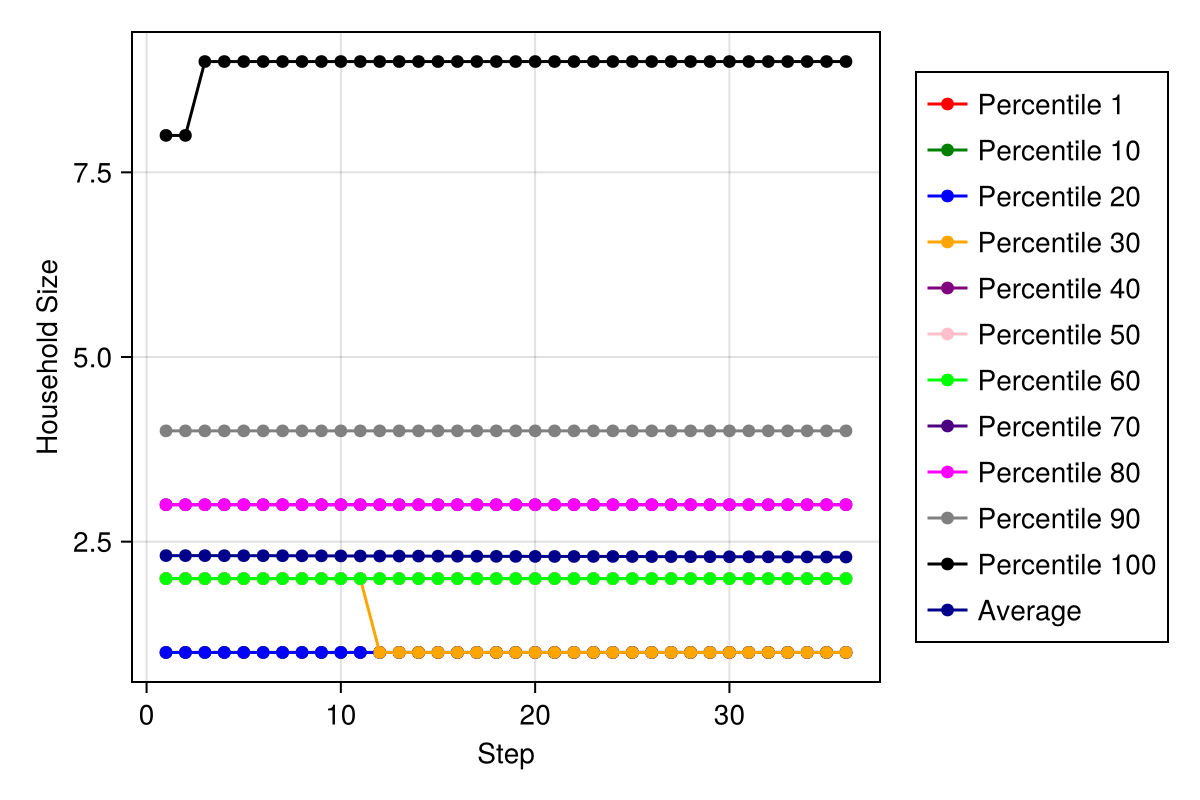 7.5
5.0
2.5
Household Size
0 10 20 30
Step
Percentile 1
Percentile 10
Percentile 20
Percentile 30
Percentile 40
Percentile 50
Percentile 60
Percentile 70
Percentile 80
Percentile 90
Percentile 100
Average